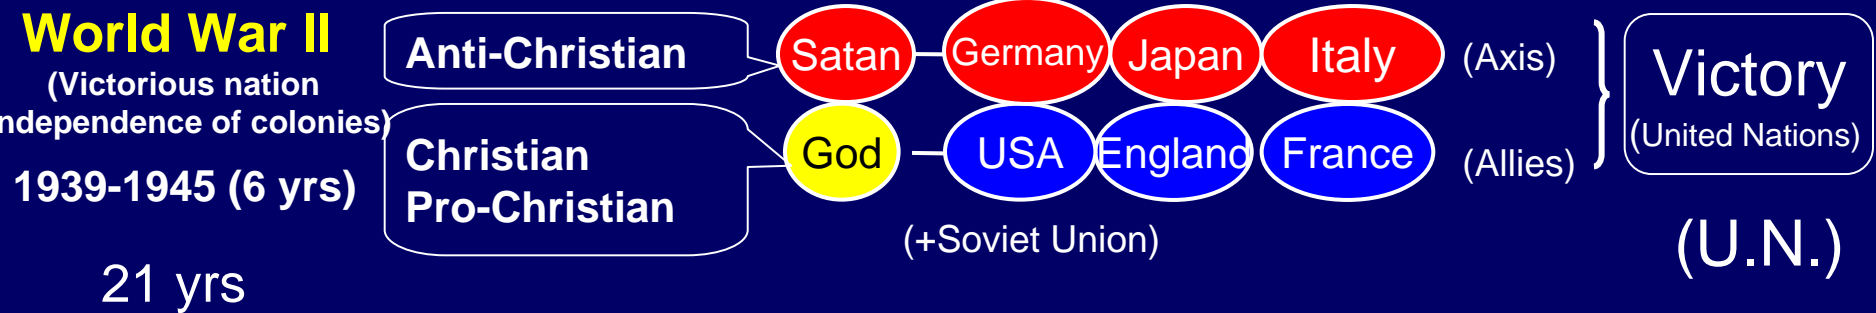 World War II
(Victorious nation
ndependence of colonies)
1939-1945 (6 yrs)
21 yrs
Anti-Christian
Christian
Pro-Christian
Satan Germany Japan Italy (Axis)
God USA England France (Allies)
(+Soviet Union)
Victory
(United Nations)
(U.N.)